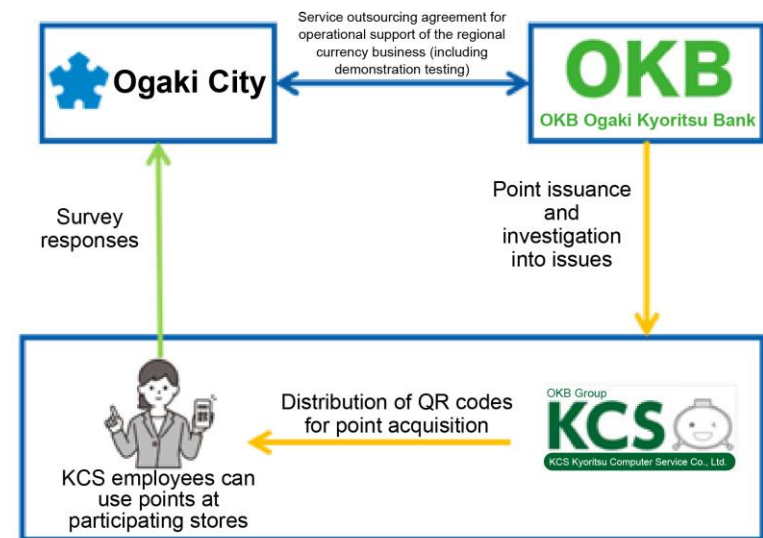 Service outsourcing agreement for
operational support of the regional
currency business (including
demonstration testing)
Ogaki City
OKB
OKB Ogaki Kyoritsu Bank
Survey
responses
Point issuance
and
investigation
into issues
Distribution of QR codes
for point acquisition
OKB Group
KCS
KCS Kyoritsu Computer Service Co., Ltd.
KCS employees can
use points at
participating stores